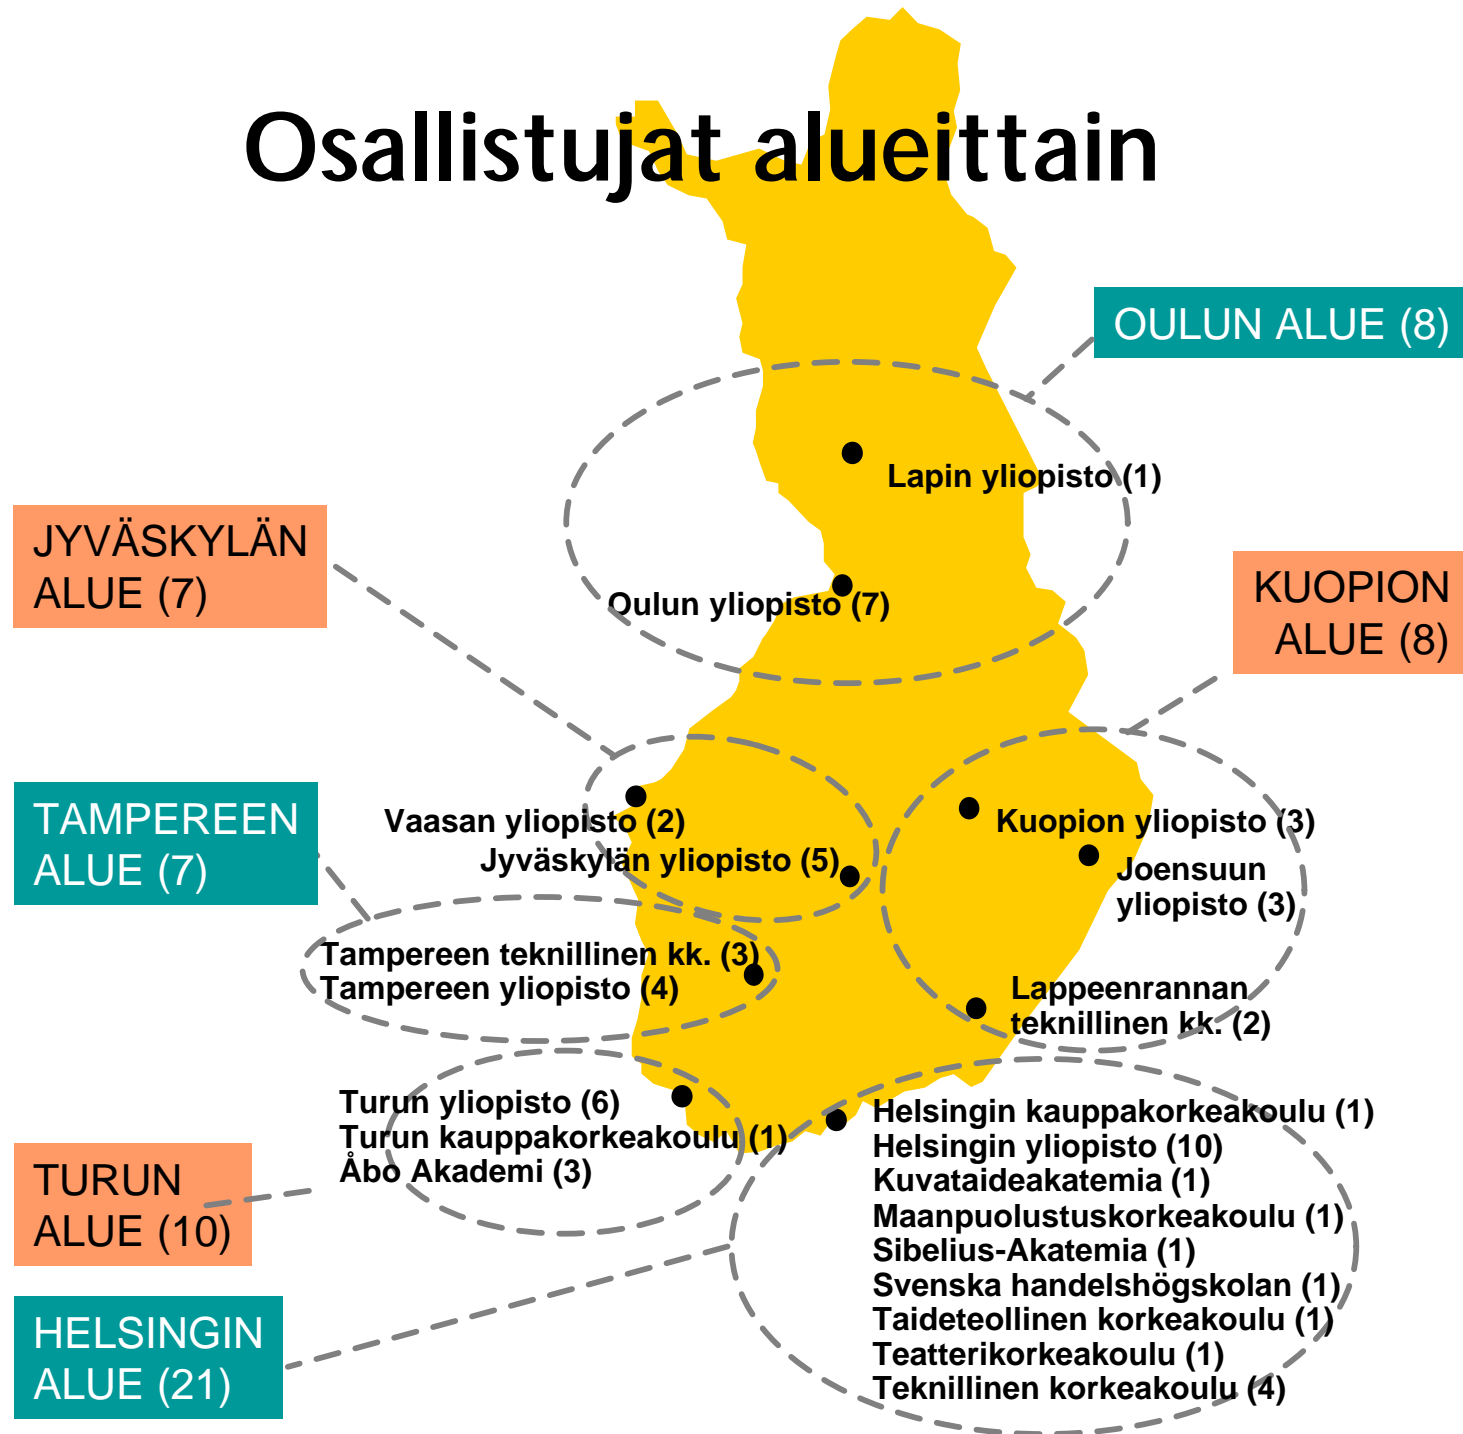 Osallistujat alueittain
OULUN ALUE (8)
Lapin yliopisto (1)
Oulun yliopisto (7)
JYVÄSKYLÄN
ALUE (7)
KUOPION
ALUE (8)
TAMPEREEN
ALUE (7)
Vaasan yliopisto (2)
Jyväskylän yliopisto (5)
Kuopion yliopisto (3)
Joensuun
yliopisto (3)
Tampereen teknillinen kk. (3)
Tampereen yliopisto (4)
Lappeenrannan
teknillinen kk. (2)
Turun yliopisto (6)
Turun kauppakorkeakoulu (1)
Åbo Akademi (3)
TURUN
ALUE (10)
HELSINGIN
ALUE (21)
Helsingin kauppakorkeakoulu (1)
Helsingin yliopisto (10)
Kuvataideakatemia (1)
Maanpuolustuskorkeakoulu (1)
Sibelius-Akatemia (1)
Svenska handelshögskolan (1)
Taideteollinen korkeakoulu (1)
Teatterikorkeakoulu (1)
Teknillinen korkeakoulu (4)